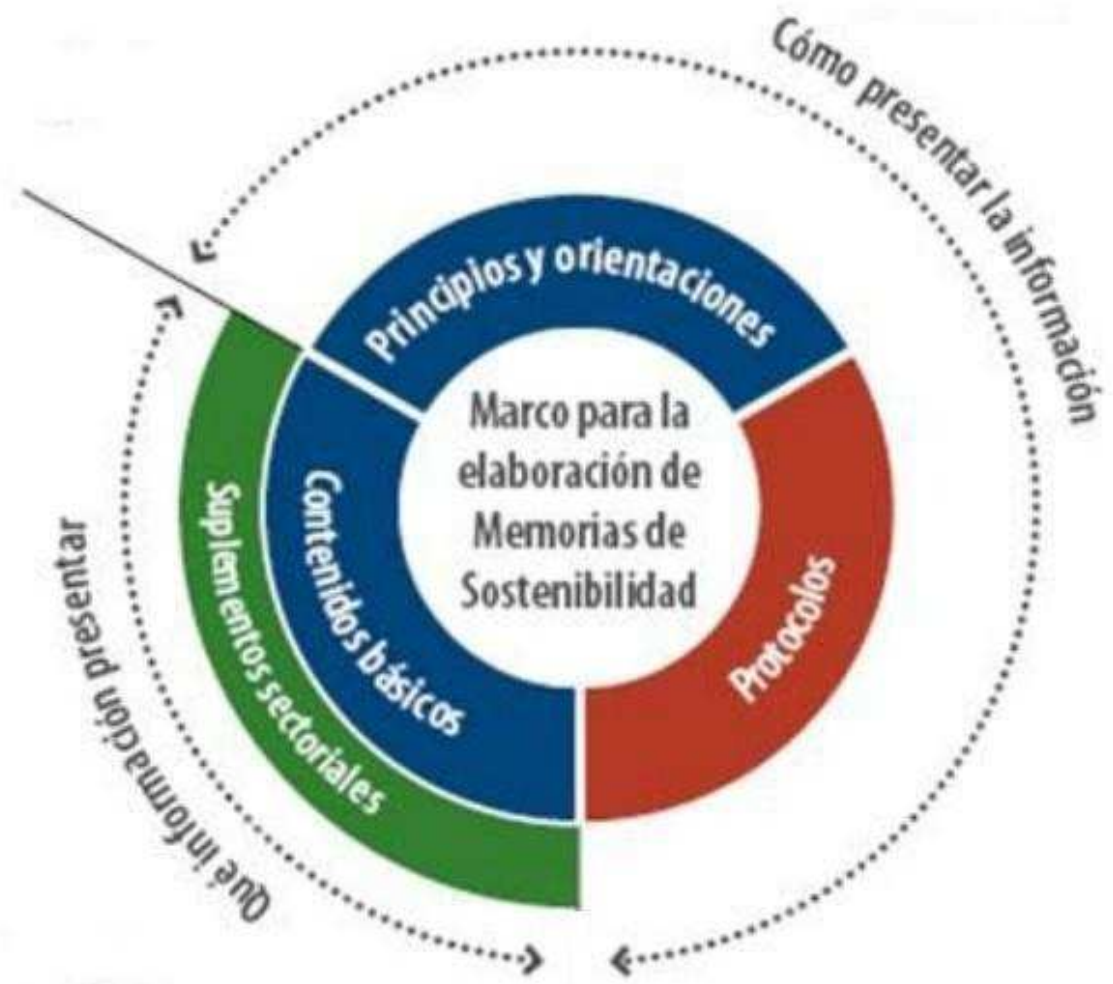 Cómo presentar la información
Principios y orientaciones
Marco para la
elaboración de
Memorias de
Sostenibilidad
Contenidos básicos
Suplementos sectoriales
Protocolos
Qué información presentar